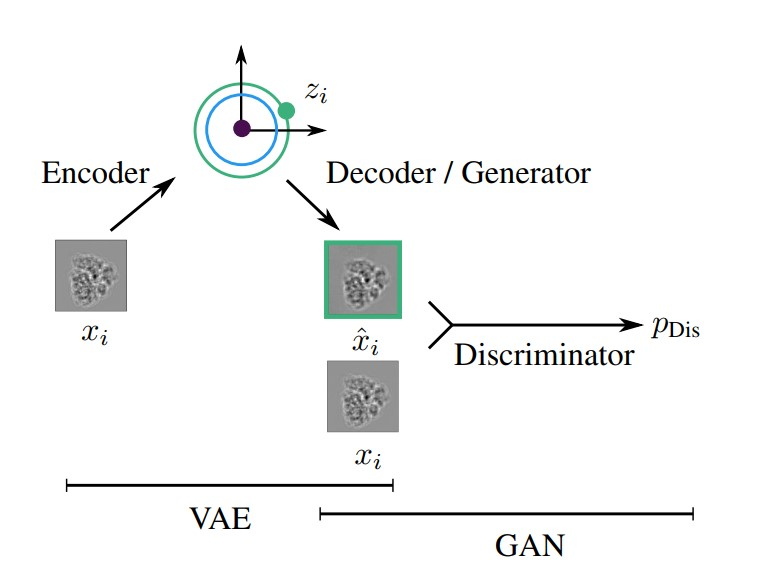 z_i
Encoder
Decoder / Generator
x_i
x̂_i
p_Dis
Discriminator
x_i
VAE
GAN